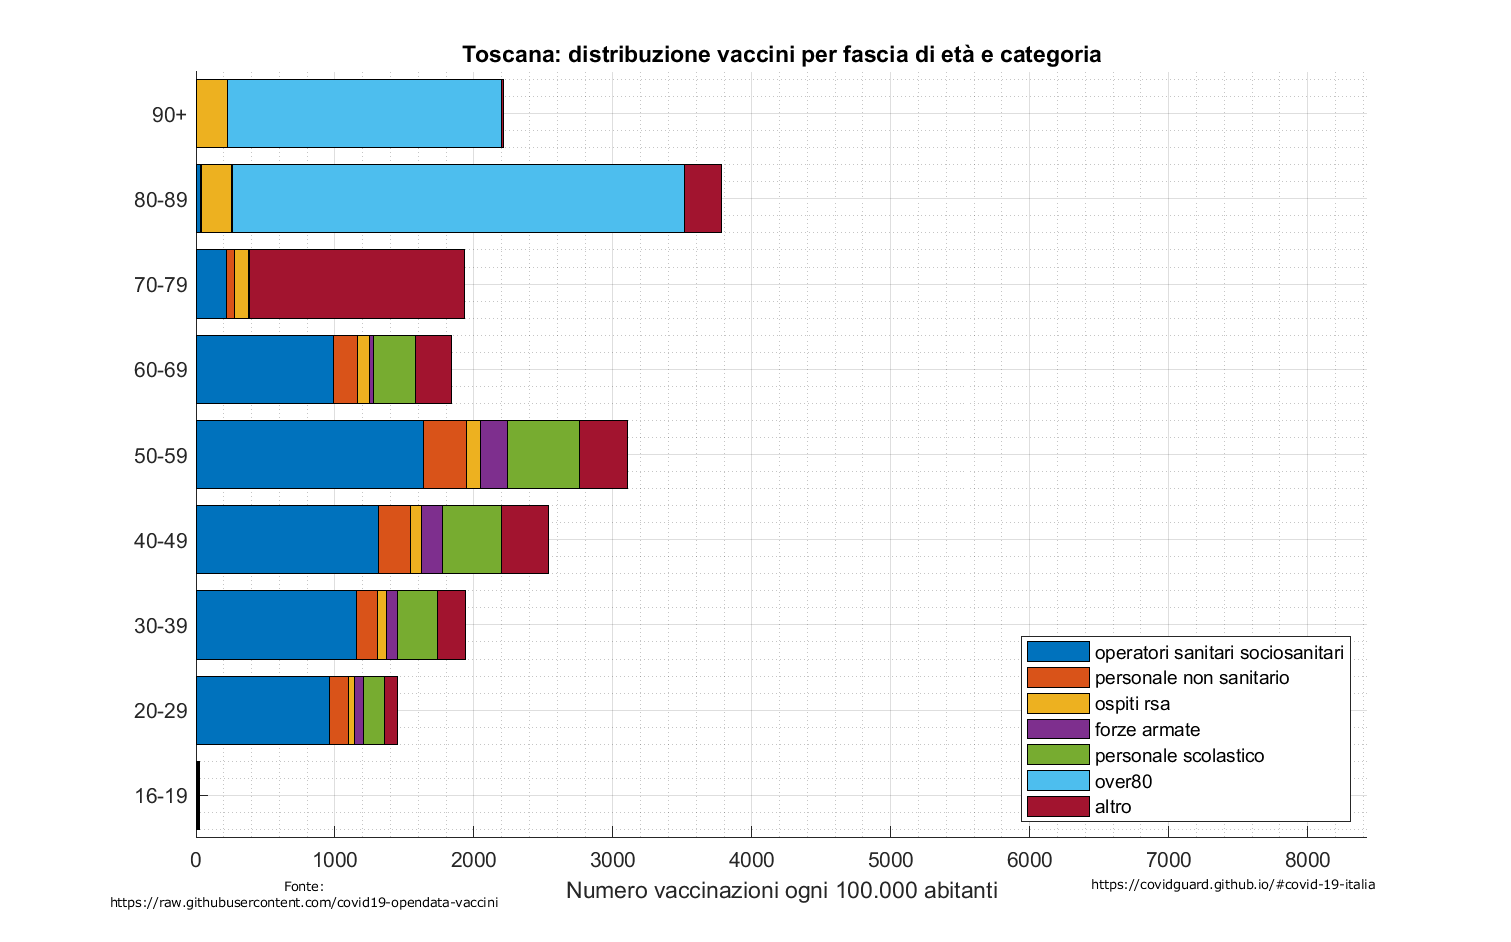 Toscana: distribuzione vaccini per fascia di età e categoria
90+
80-89
70-79
60-69
50-59
40-49
30-39
20-29
16-19
operatori sanitari sociosanitari
personale non sanitario
ospiti rsa
forze armate
personale scolastico
over80
altro
0 1000 2000 3000 4000 5000 6000 7000 8000
Numero vaccinazioni ogni 100.000 abitanti
Fonte:
https://raw.githubusercontent.com/covid19-opendata-vaccini
https://covidguard.github.io/#covid-19-italia